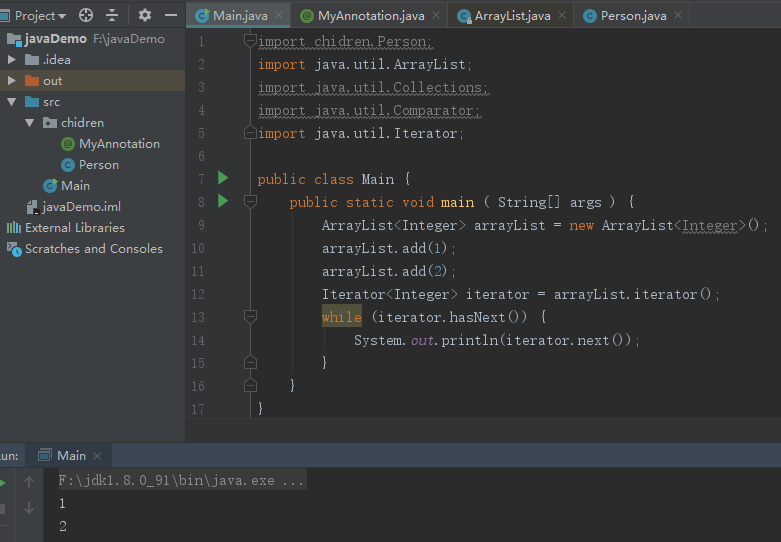 Project
javaDemo F:\javaDemo
.idea
out
src
chidren
MyAnnotation
Person
Main
javaDemo.iml
External Libraries
Scratches and Consoles
Main.java MyAnnotation.java ArrayList.java Person.java
1 import chidren.Person;
2 import java.util.ArrayList;
3 import java.util.Collections;
4 import java.util.Comparator;
5 import java.util.Iterator;
6
7 public class Main {
8 public static void main ( String[] args ) {
9 ArrayList<Integer> arrayList = new ArrayList<Integer>();
10 arrayList.add(1);
11 arrayList.add(2);
12 Iterator<Integer> iterator = arrayList.iterator();
13 while (iterator.hasNext()) {
14 System.out.println(iterator.next());
15 }
16 }
17 }
un: Main
F:\jdk1.8.0_91\bin\java.exe ...
1
2